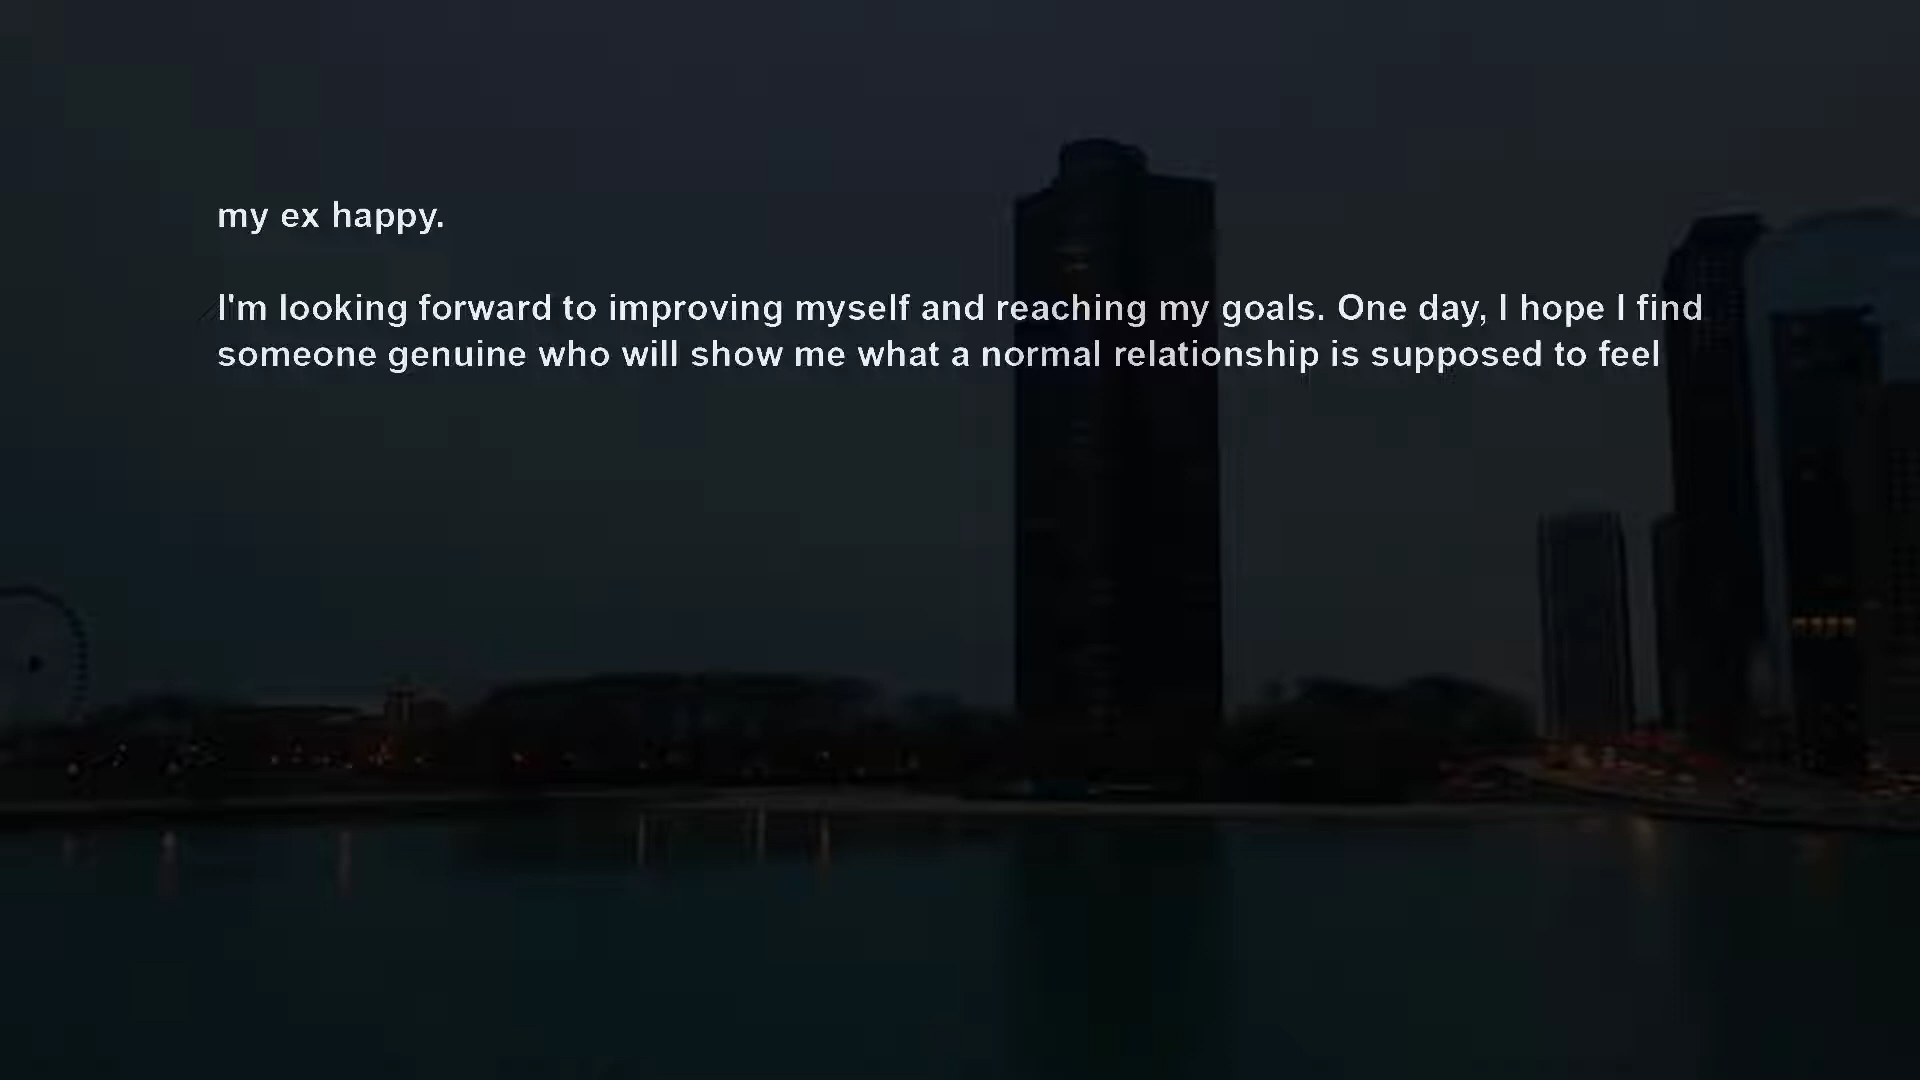 my ex happy.
I'm looking forward to improving myself and reaching my goals. One day, I hope I find
someone genuine who will show me what a normal relationship is supposed to feel